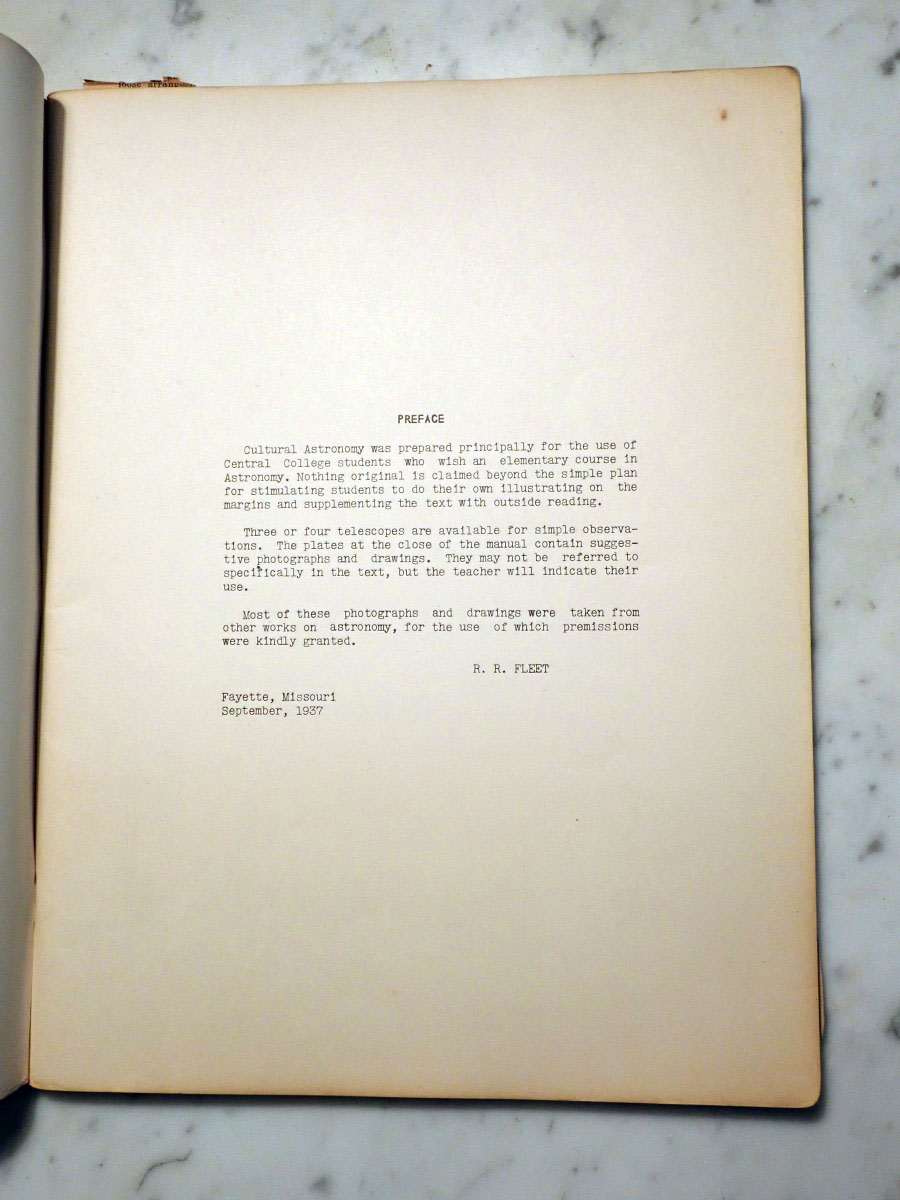 Loose arrang
PREFACE
Cultural Astronomy was prepared principally for the use of
Central College students who wish an elementary course in
Astronomy. Nothing original is claimed beyond the simple plan
for stimulating students to do their own illustrating on the
margins and supplementing the text with outside reading.
Three or four telescopes are available for simple observa-
tions. The plates at the close of the manual contain sugges-
tive photographs and drawings. They may not be referred to
specifically in the text, but the teacher will indicate their
use.
Most of these photographs and drawings were taken from
other works on astronomy, for the use of which premissions
were kindly granted.
R. R. FLEET
Fayette, Missouri
September, 1937